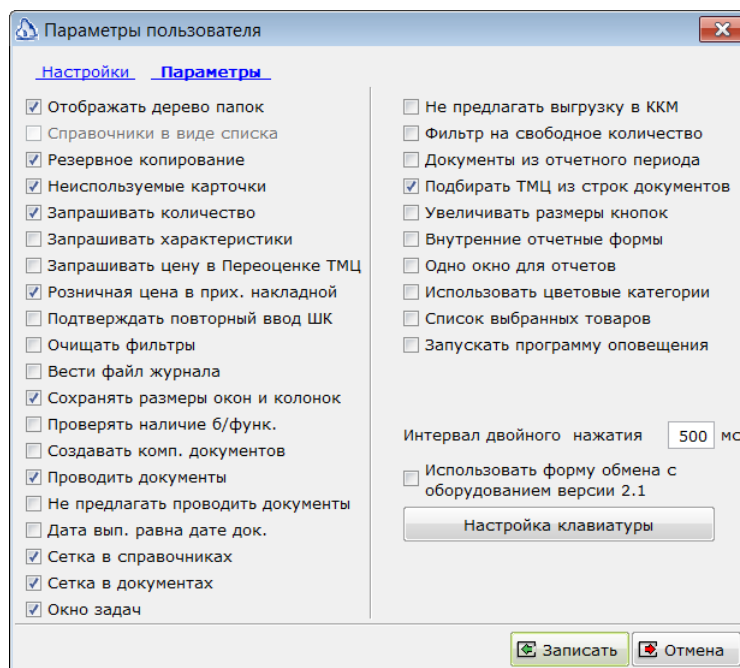 Параметры пользователя
Настройки Параметры
Отображать дерево папок
Справочники в виде списка
Резервное копирование
Неиспользуемые карточки
Запрашивать количество
Запрашивать характеристики
Запрашивать цену в Переоценке ТМЦ
Розничная цена в прих. накладной
Подтверждать повторный ввод ШК
Очищать фильтры
Вести файл журнала
Сохранять размеры окон и колонок
Проверять наличие б/функ.
Создавать комп. документов
Проводить документы
Не предлагать проводить документы
Дата вып. равна дате док.
Сетка в справочниках
Сетка в документах
Окно задач
Не предлагать выгрузку в ККМ
Фильтр на свободное количество
Документы из отчетного периода
Подбирать ТМЦ из строк документов
Увеличивать размеры кнопок
Внутренние отчетные формы
Одно окно для отчетов
Использовать цветовые категории
Список выбранных товаров
Запускать программу оповещения
Интервал двойного нажатия 500 мс
Использовать форму обмена с
оборудованием версии 2.1
Настройка клавиатуры
Записать Отмена